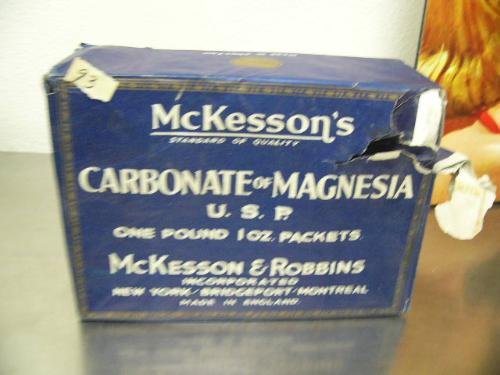 93
McKesson's
STANDARD OF QUALITY
CARBONATE OF MAGNESIA
U. S. P.
ONE POUND 1 OZ. PACKETS
McKESSON & ROBBINS
INCORPORATED
NEW YORK · BRIDGEPORT · MONTREAL
MADE IN ENGLAND